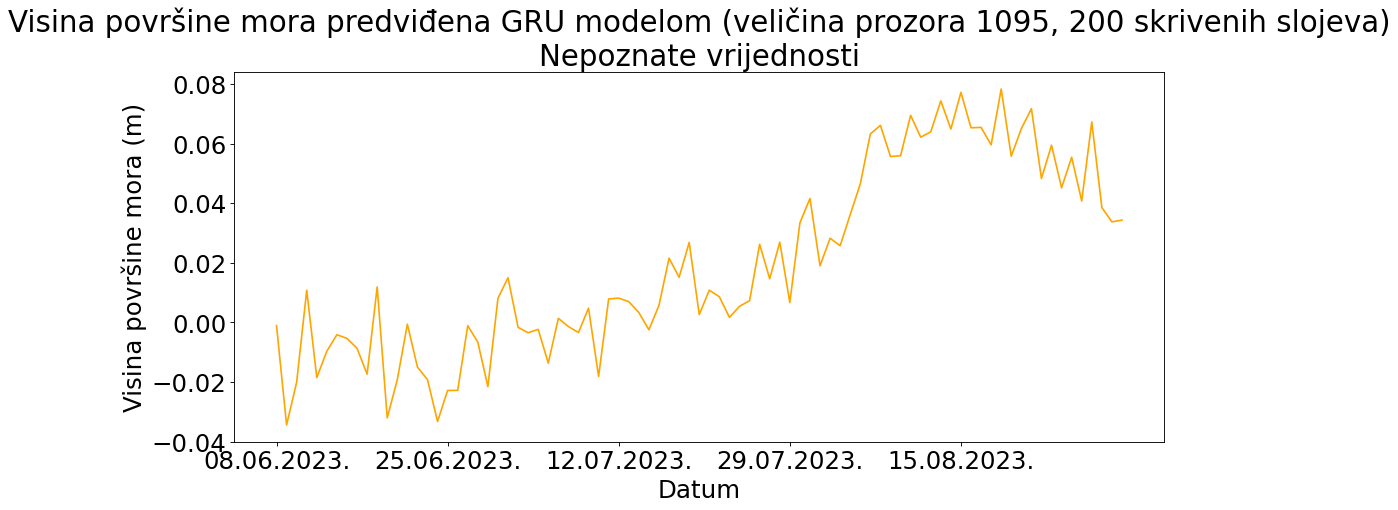 Visina površine mora predviđena GRU modelom (veličina prozora 1095, 200 skrivenih slojeva)
Nepoznate vrijednosti
Visina površine mora (m)
0.08
0.06
0.04
0.02
0.00
−0.02
−0.04
08.06.2023. 25.06.2023. 12.07.2023. 29.07.2023. 15.08.2023.
Datum